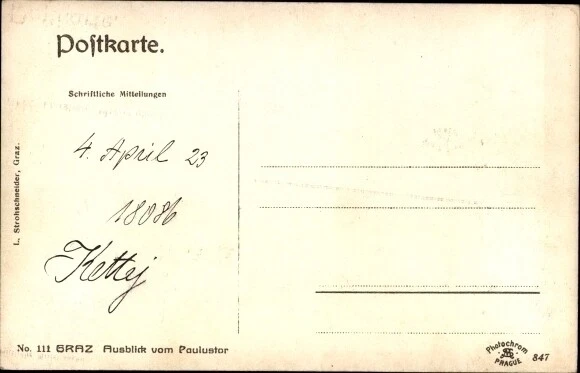 Postkarte.
Schriftliche Mitteilungen
L. Strohschneider, Graz.
4. April 23
18086
Kettej
No. 111 GRAZ Ausblick vom Paulustor
Photochrom
PRAGUE
847